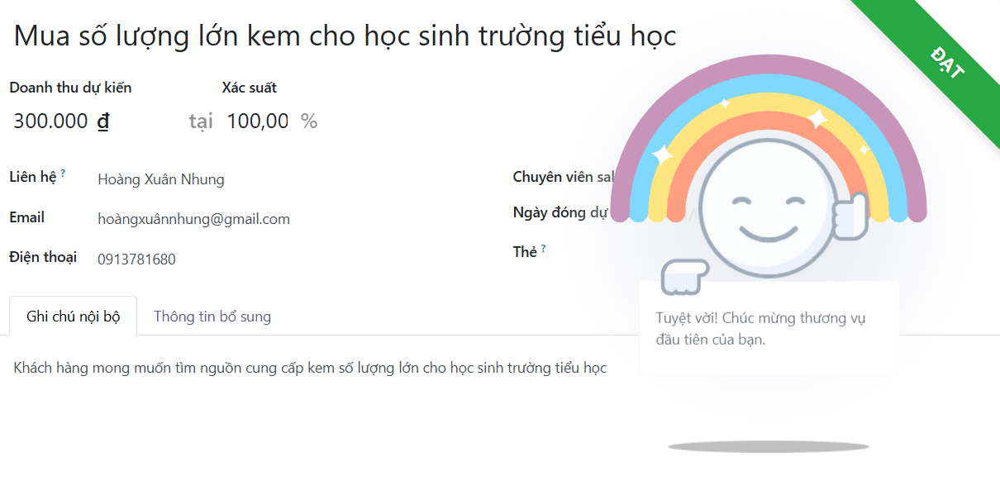 Mua số lượng lớn kem cho học sinh trường tiểu học
ĐẠT
Doanh thu dự kiến Xác suất
300.000 ₫ tại 100,00 %
Liên hệ ? Hoàng Xuân Nhung
Chuyên viên sal
Email hoàngxuânnhung@gmail.com
Ngày đóng dự
Điện thoại 0913781680
Thẻ ?
Ghi chú nội bộ Thông tin bổ sung
Tuyệt vời! Chúc mừng thương vụ
đầu tiên của bạn.
Khách hàng mong muốn tìm nguồn cung cấp kem số lượng lớn cho học sinh trường tiểu học